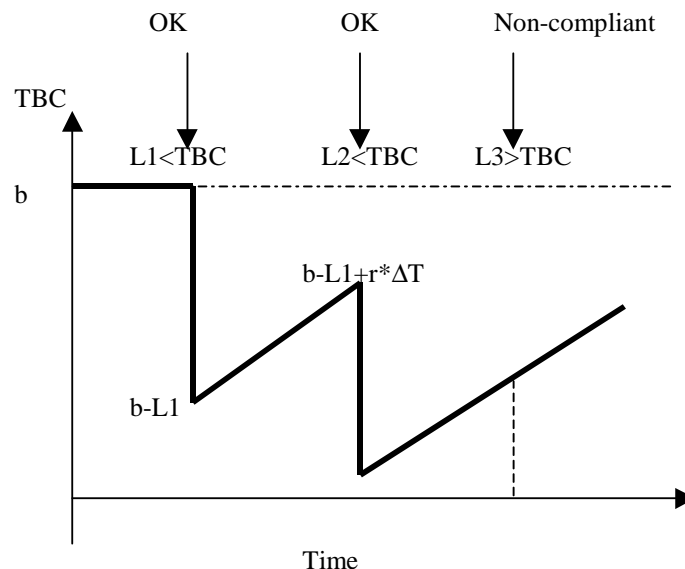 OK OK Non-compliant
TBC
L1<TBC L2<TBC L3>TBC
b
b-L1+r*ΔT
b-L1
Time